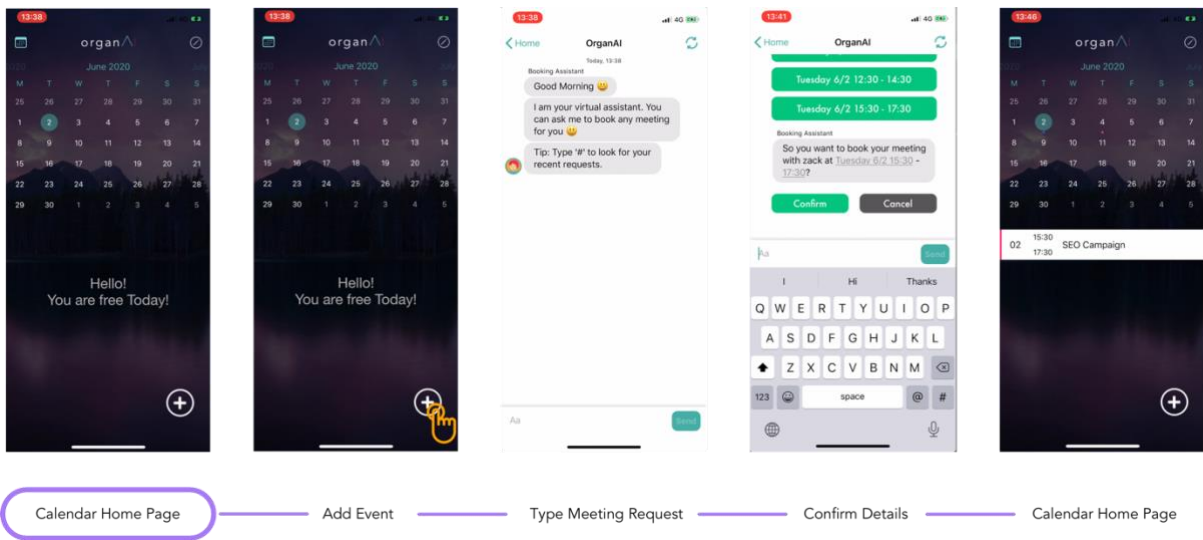 13:38
organΛI
2020 June 2020 July
M T W T F S S
25 26 27 28 29 30 31
1 2 3 4 5 6 7
8 9 10 11 12 13 14
15 16 17 18 19 20 21
22 23 24 25 26 27 28
29 30 1 2 3 4 5
Hello!
You are free Today!
13:38
organΛI
2020 June 2020 July
M T W T F S S
25 26 27 28 29 30 31
1 2 3 4 5 6 7
8 9 10 11 12 13 14
15 16 17 18 19 20 21
22 23 24 25 26 27 28
29 30 1 2 3 4 5
Hello!
You are free Today!
13:38 4G
Home OrganAI
Today, 13:38
Booking Assistant
Good Morning 😀
I am your virtual assistant. You
can ask me to book any meeting
for you 😀
Tip: Type '#' to look for your
recent requests.
Aa Send
13:41 4G
Home OrganAI
Tuesday 6/2 12:30 - 14:30
Tuesday 6/2 15:30 - 17:30
Booking Assistant
So you want to book your meeting
with zack at Tuesday 6/2 15:30 -
17:30?
Confirm Cancel
Aa Send
I Hi Thanks
Q W E R T Y U I O P
A S D F G H J K L
Z X C V B N M
123 space @ #
13:46
organΛI
2020 June 2020 July
M T W T F S S
25 26 27 28 29 30 31
1 2 3 4 5 6 7
8 9 10 11 12 13 14
15 16 17 18 19 20 21
22 23 24 25 26 27 28
29 30 1 2 3 4 5
02 15:30 SEO Campaign
17:30
Calendar Home Page Add Event Type Meeting Request Confirm Details Calendar Home Page